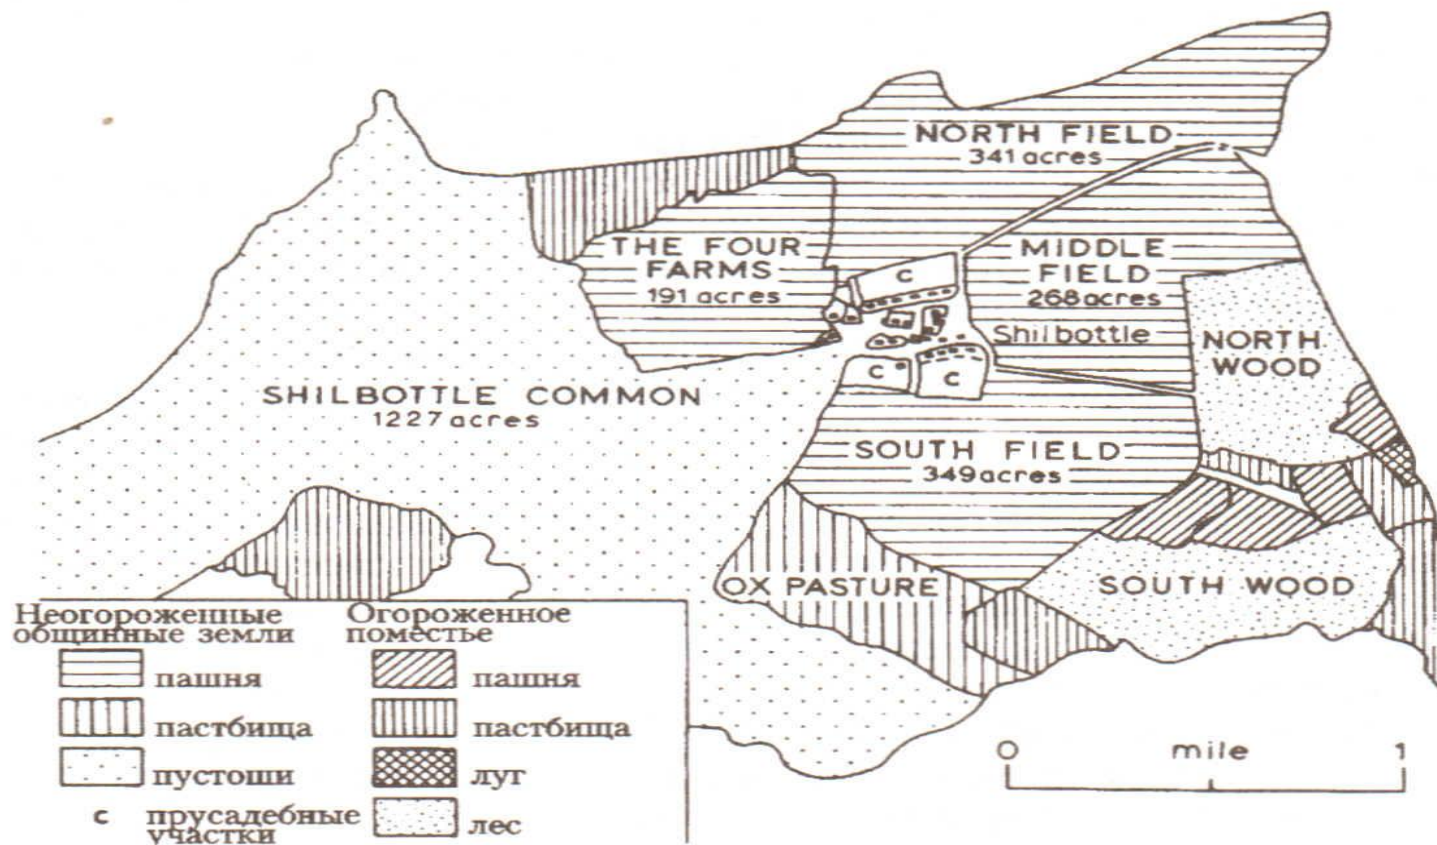 NORTH FIELD
341 acres
THE FOUR
FARMS
191 acres
c
MIDDLE
FIELD
268 acres
Shilbottle
NORTH
WOOD
SHILBOTTLE COMMON
1227 acres
c
c
SOUTH FIELD
349 acres
OX PASTURE
SOUTH WOOD
Неогороженные
общинные земли
пашня
пастбища
пустоши
c прусадебные
участки
Огороженное
поместье
пашня
пастбища
луг
лес
0 mile 1